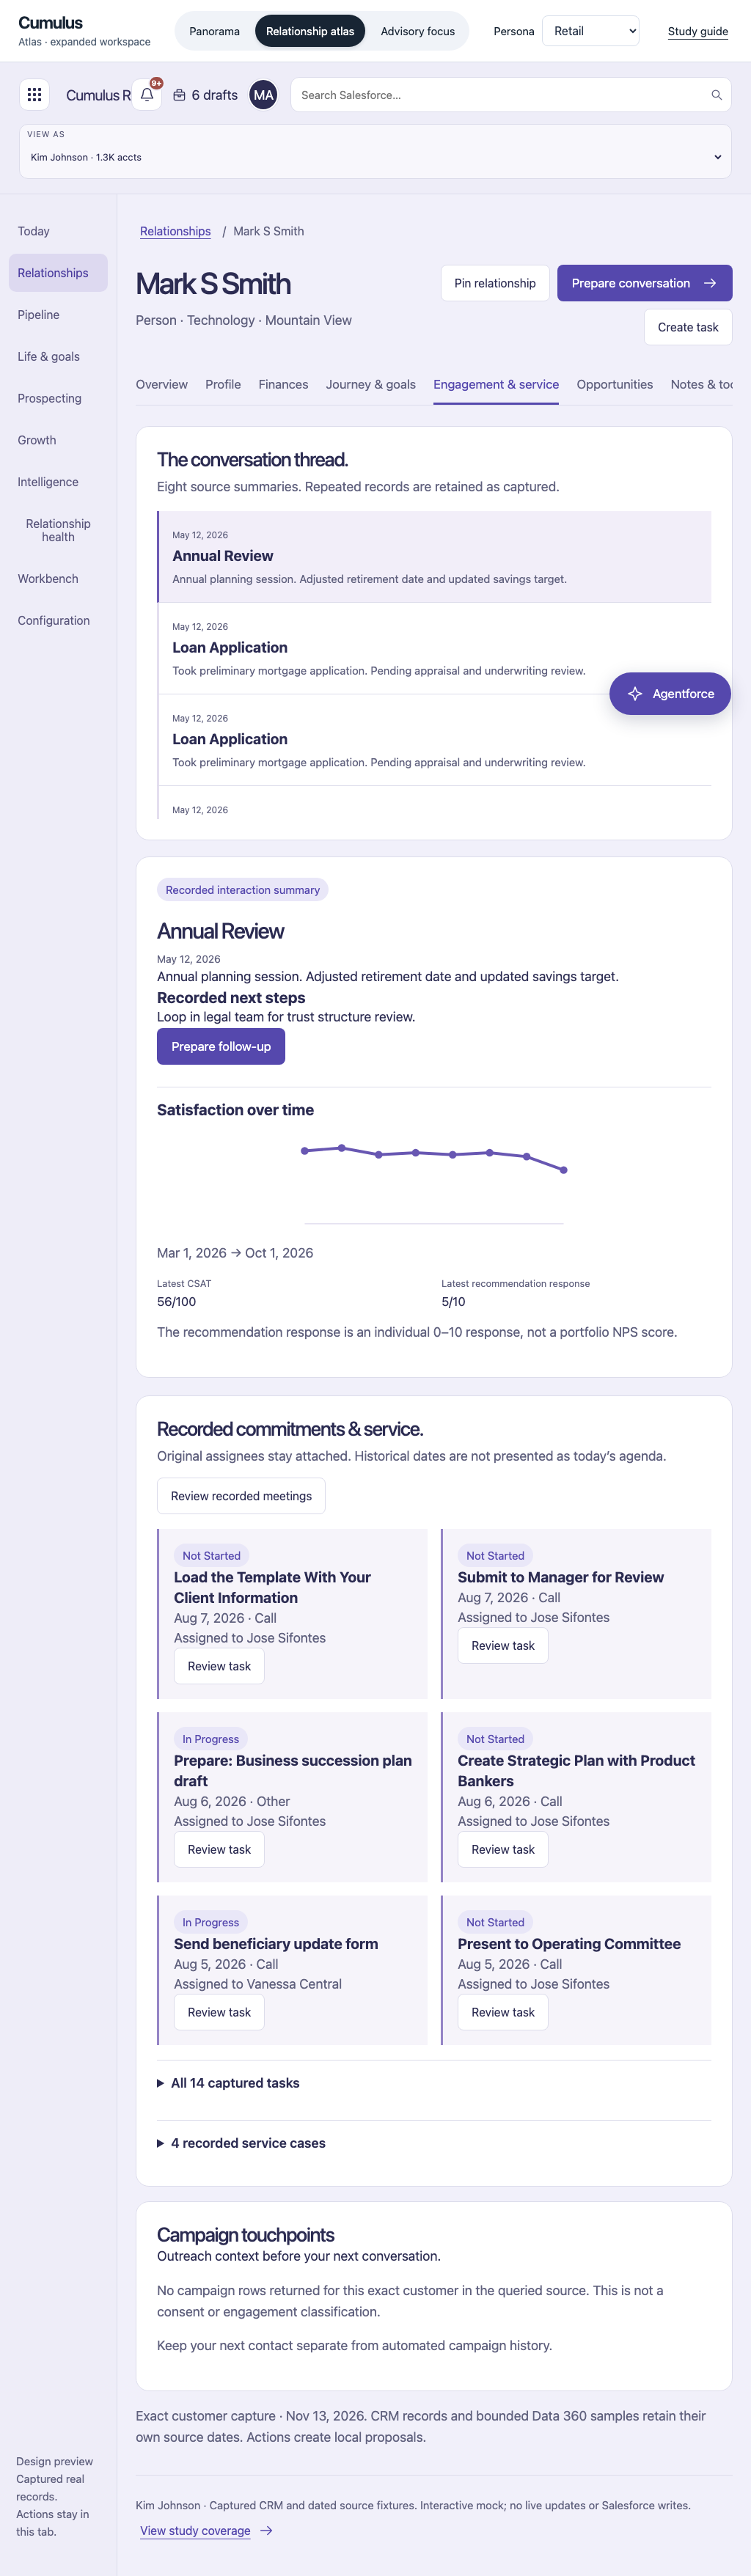 Cumulus
Atlas · expanded workspace
Panorama
Relationship atlas
Advisory focus
Persona
Retail
Study guide
Cumulus R
9+
6 drafts
MA
Search Salesforce...
VIEW AS
Kim Johnson · 1.3K accts
Today
Relationships
Pipeline
Life & goals
Prospecting
Growth
Intelligence
Relationship
health
Workbench
Configuration
Relationships / Mark S Smith
Mark S Smith
Person · Technology · Mountain View
Pin relationship
Prepare conversation →
Create task
Overview
Profile
Finances
Journey & goals
Engagement & service
Opportunities
Notes & too
The conversation thread.
Eight source summaries. Repeated records are retained as captured.
May 12, 2026
Annual Review
Annual planning session. Adjusted retirement date and updated savings target.
May 12, 2026
Loan Application
Took preliminary mortgage application. Pending appraisal and underwriting review.
Agentforce
May 12, 2026
Loan Application
Took preliminary mortgage application. Pending appraisal and underwriting review.
May 12, 2026
Recorded interaction summary
Annual Review
May 12, 2026
Annual planning session. Adjusted retirement date and updated savings target.
Recorded next steps
Loop in legal team for trust structure review.
Prepare follow-up
Satisfaction over time
Mar 1, 2026 → Oct 1, 2026
Latest CSAT
56/100
Latest recommendation response
5/10
The recommendation response is an individual 0–10 response, not a portfolio NPS score.
Recorded commitments & service.
Original assignees stay attached. Historical dates are not presented as today's agenda.
Review recorded meetings
Not Started
Load the Template With Your
Client Information
Aug 7, 2026 · Call
Assigned to Jose Sifontes
Review task
Not Started
Submit to Manager for Review
Aug 7, 2026 · Call
Assigned to Jose Sifontes
Review task
In Progress
Prepare: Business succession plan
draft
Aug 6, 2026 · Other
Assigned to Jose Sifontes
Review task
Not Started
Create Strategic Plan with Product
Bankers
Aug 6, 2026 · Call
Assigned to Jose Sifontes
Review task
In Progress
Send beneficiary update form
Aug 5, 2026 · Call
Assigned to Vanessa Central
Review task
Not Started
Present to Operating Committee
Aug 5, 2026 · Call
Assigned to Jose Sifontes
Review task
All 14 captured tasks
4 recorded service cases
Campaign touchpoints
Outreach context before your next conversation.
No campaign rows returned for this exact customer in the queried source. This is not a
consent or engagement classification.
Keep your next contact separate from automated campaign history.
Exact customer capture · Nov 13, 2026. CRM records and bounded Data 360 samples retain their
own source dates. Actions create local proposals.
Design preview
Captured real
records.
Actions stay in
this tab.
Kim Johnson · Captured CRM and dated source fixtures. Interactive mock; no live updates or Salesforce writes.
View study coverage →